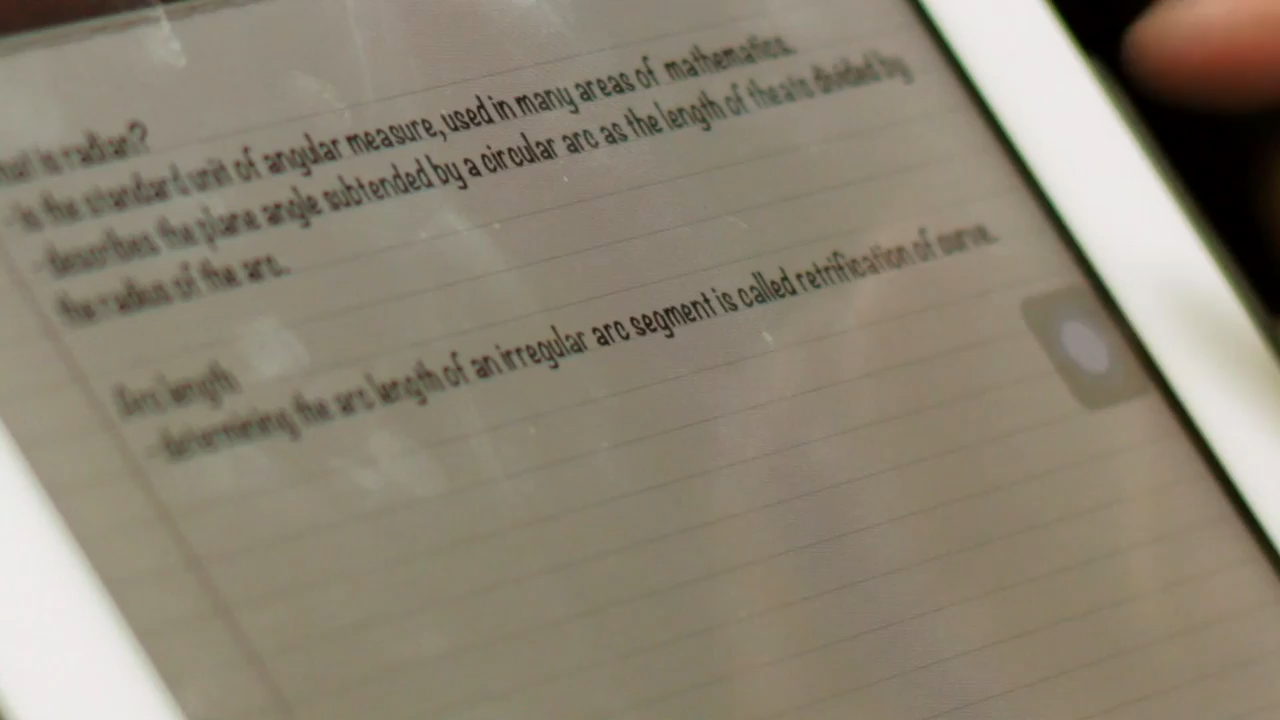 What is radian?
- is the standard unit of angular measure, used in many areas of mathematics.
- describes the plane angle subtended by a circular arc as the length of the arc divided by
the radius of the arc.
Arc length
- determining the arc length of an irregular arc segment is called retrification of curve.